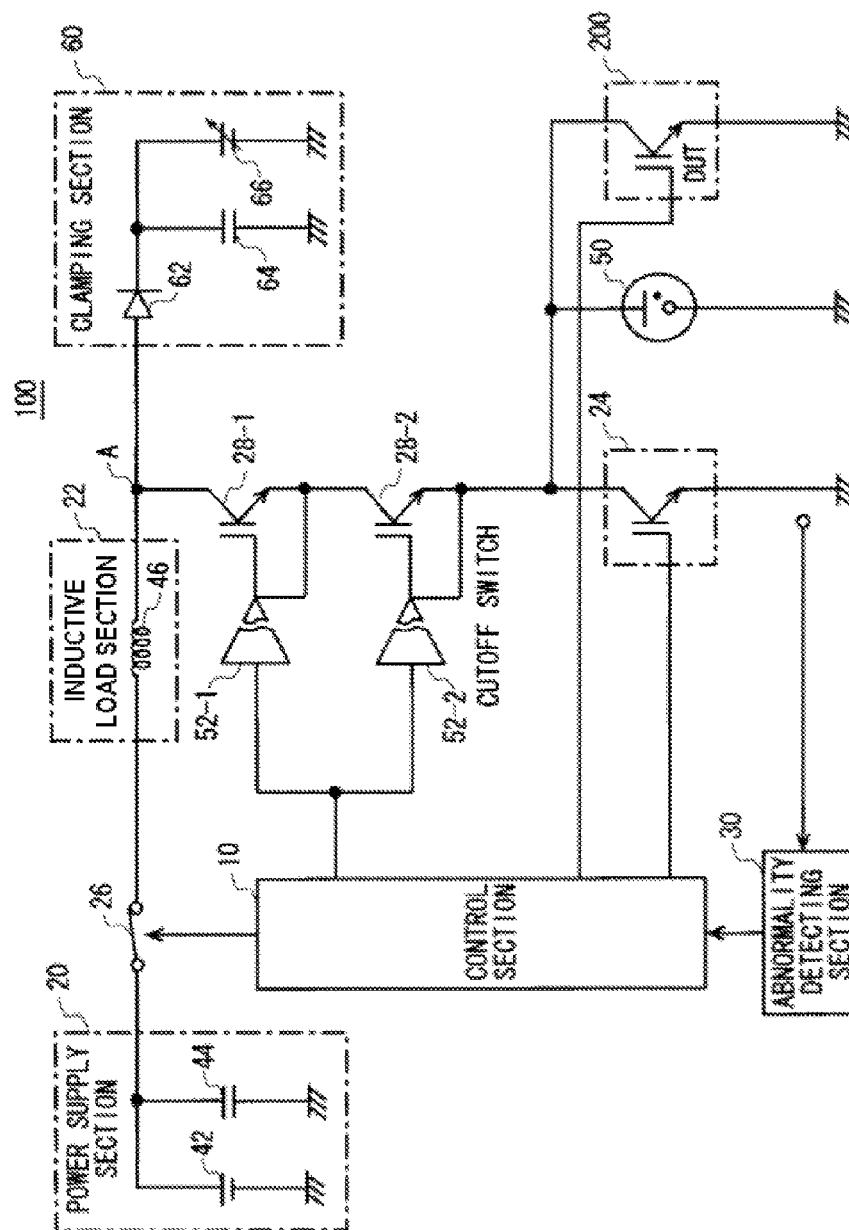 100
POWER SUPPLY
SECTION
20
42
44
26
INDUCTIVE
LOAD SECTION
22
46
A
CLAMPING SECTION
60
62
64
66
52-1
28-1
52-2
28-2
CUTOFF SWITCH
10
CONTROL
SECTION
30
ABNORMALITY
DETECTING
SECTION
24
50
200
DUT